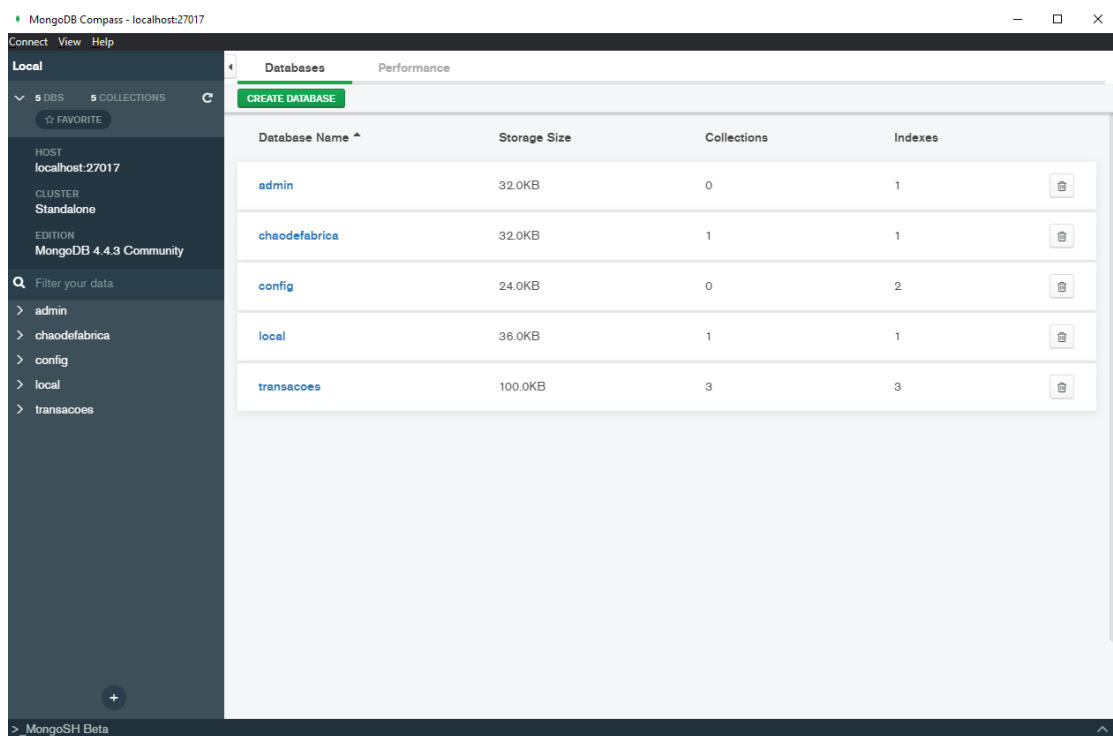 MongoDB Compass - localhost:27017
Connect View Help
Local
5 DBS 5 COLLECTIONS
FAVORITE
HOST
localhost:27017
CLUSTER
Standalone
EDITION
MongoDB 4.4.3 Community
Filter your data
admin
chaodefabrica
config
local
transacoes
>_MongoSH Beta
Databases Performance
CREATE DATABASE
Database Name Storage Size Collections Indexes
admin 32.0KB 0 1
chaodefabrica 32.0KB 1 1
config 24.0KB 0 2
local 36.0KB 1 1
transacoes 100.0KB 3 3